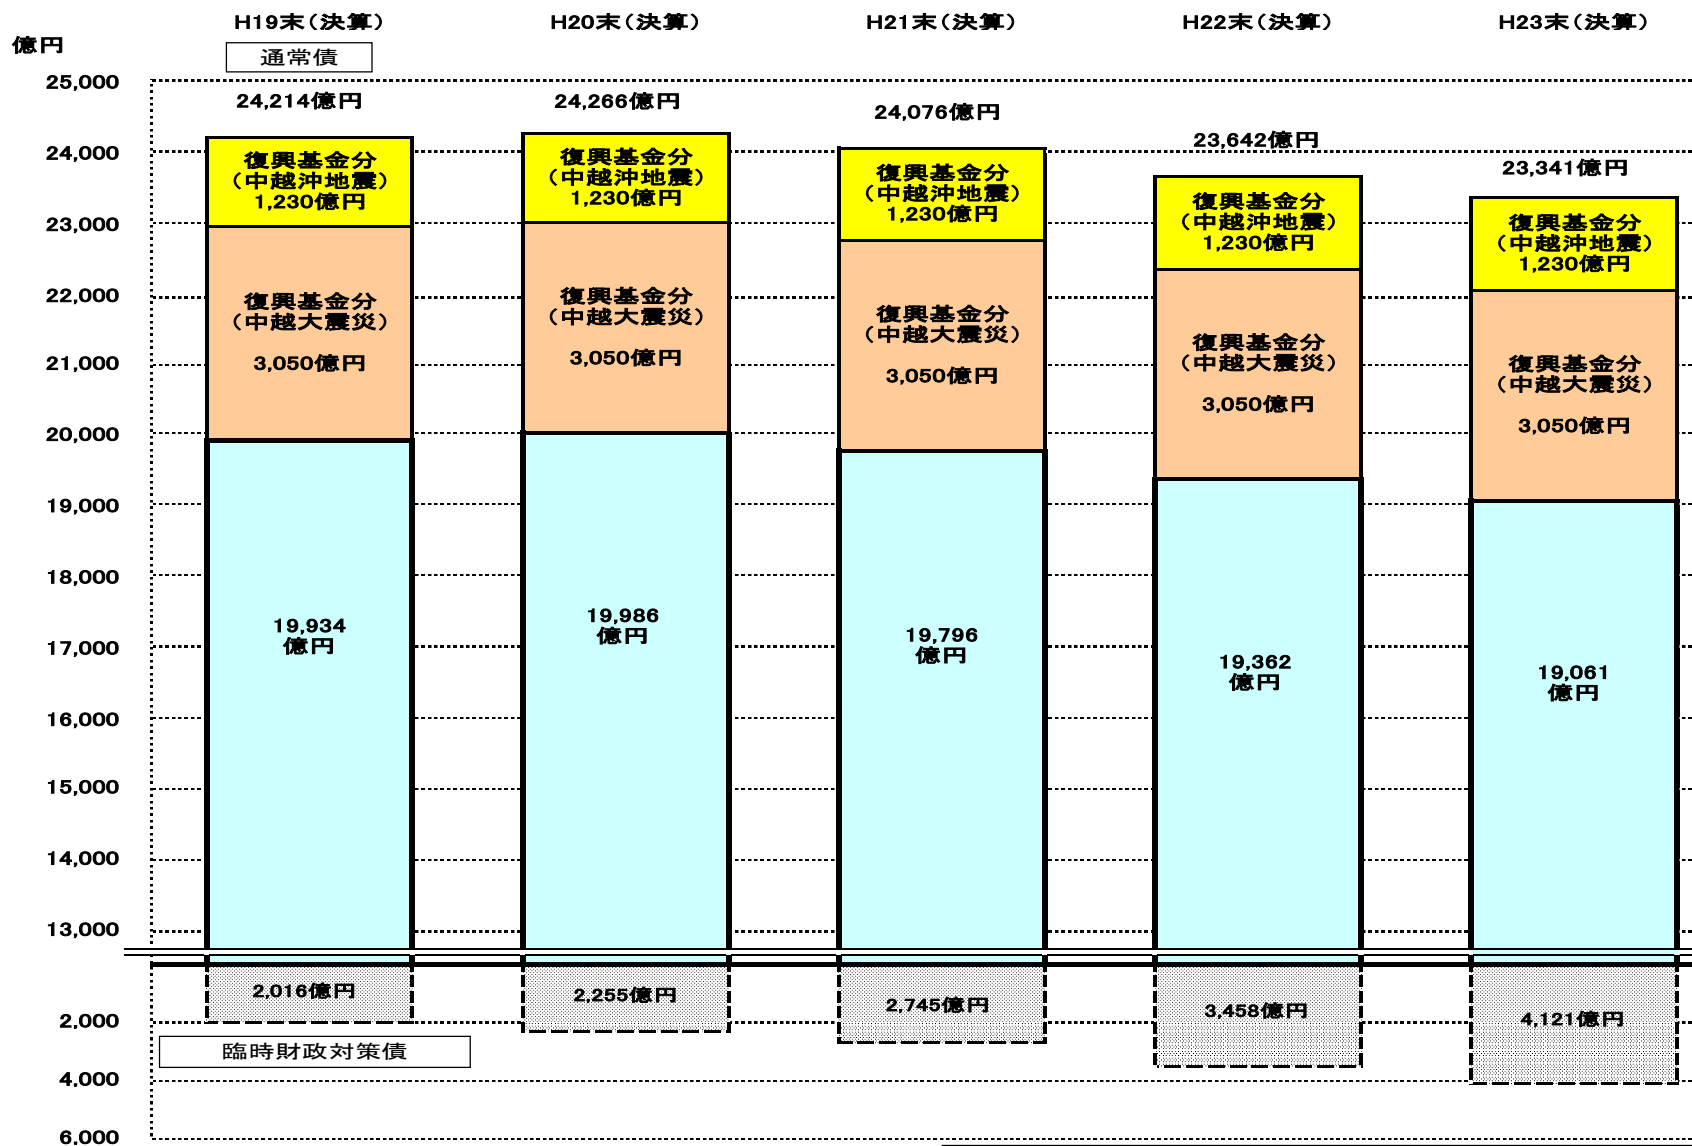 H19末(決算)
H20末(決算)
H21末(決算)
H22末(決算)
H23末(決算)
億円
通常債
25,000
24,000
23,000
22,000
21,000
20,000
19,000
18,000
17,000
16,000
15,000
14,000
13,000
2,000
4,000
6,000
24,214億円
復興基金分
(中越沖地震)
1,230億円
復興基金分
(中越大震災)
3,050億円
19,934
億円
2,016億円
24,266億円
復興基金分
(中越沖地震)
1,230億円
復興基金分
(中越大震災)
3,050億円
19,986
億円
2,255億円
24,076億円
復興基金分
(中越沖地震)
1,230億円
復興基金分
(中越大震災)
3,050億円
19,796
億円
2,745億円
23,642億円
復興基金分
(中越沖地震)
1,230億円
復興基金分
(中越大震災)
3,050億円
19,362
億円
3,458億円
23,341億円
復興基金分
(中越沖地震)
1,230億円
復興基金分
(中越大震災)
3,050億円
19,061
億円
4,121億円
臨時財政対策債